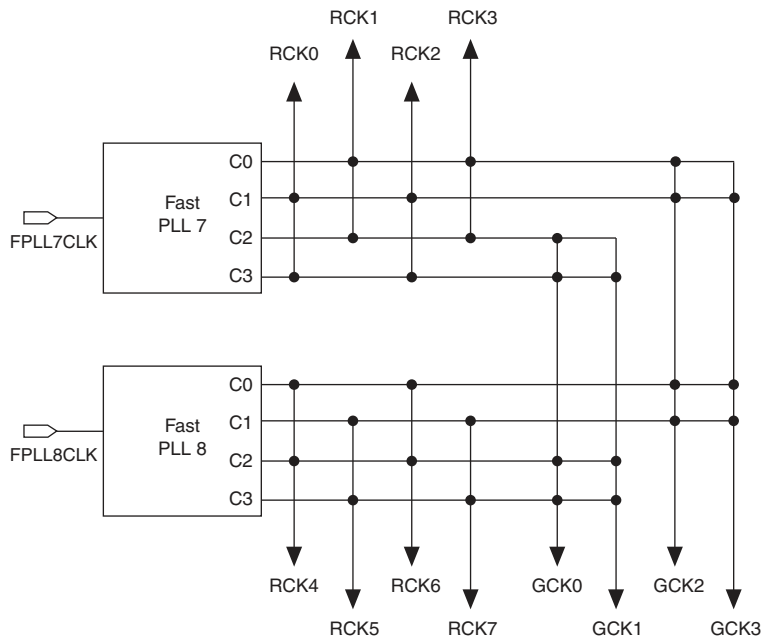 RCK1
RCK3
RCK0
RCK2
C0
C1
Fast
PLL 7
C2
FPLL7CLK
C3
C0
C1
Fast
PLL 8
FPLL8CLK
C2
C3
RCK4
RCK6
GCK0
GCK2
RCK5
RCK7
GCK1
GCK3